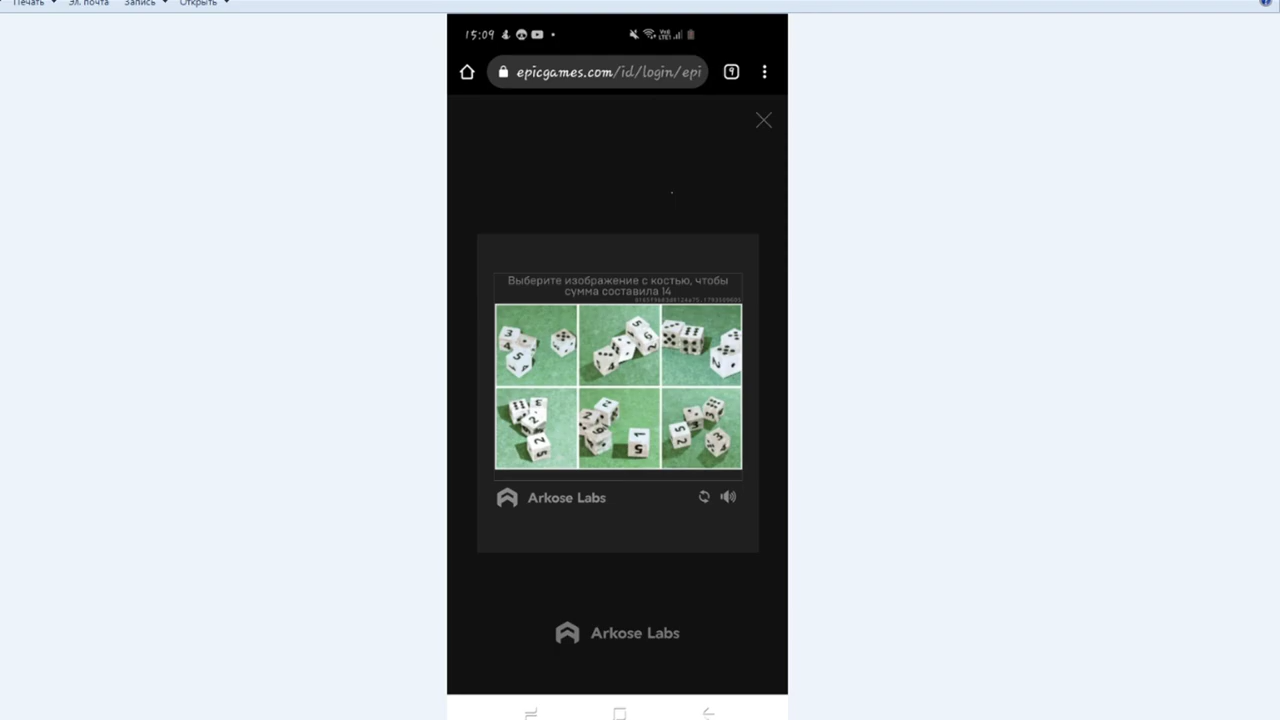 Печать
Эл. почта
Запись
Открыть
15:09
epicgames.com/id/login/epi
9
Выберите изображение с костью, чтобы
сумма составила 14
Arkose Labs
Arkose Labs